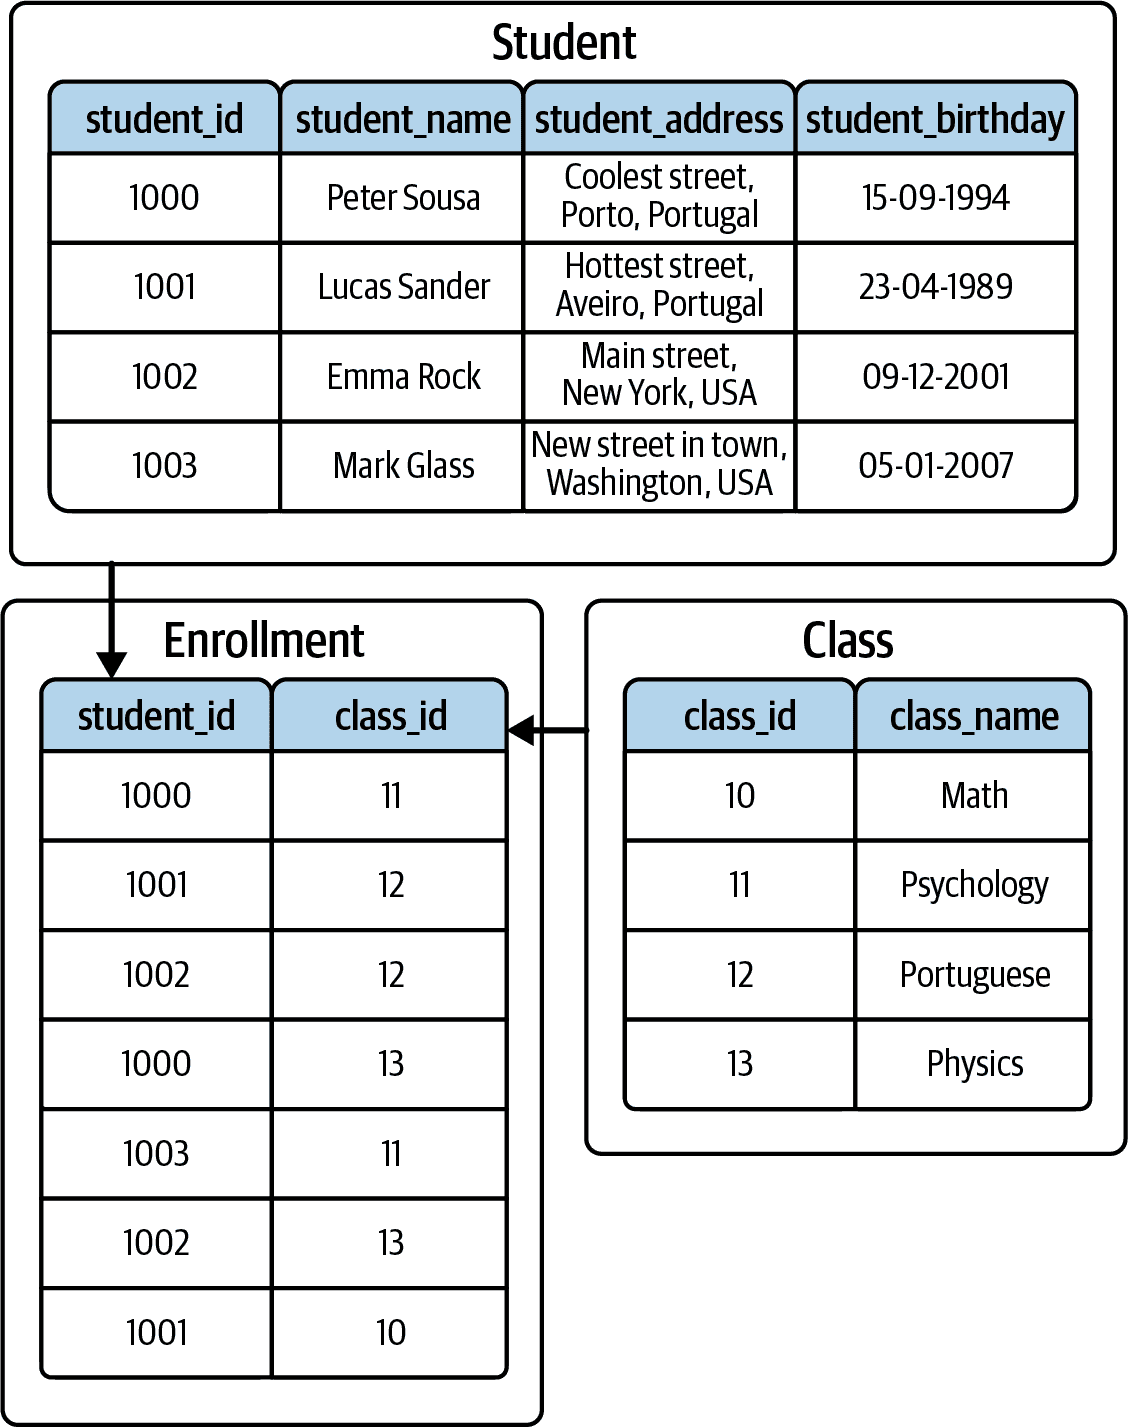 Student
student_id student_name student_address student_birthday
1000 Peter Sousa Coolest street, Porto, Portugal 15-09-1994
1001 Lucas Sander Hottest street, Aveiro, Portugal 23-04-1989
1002 Emma Rock Main street, New York, USA 09-12-2001
1003 Mark Glass New street in town, Washington, USA 05-01-2007
Enrollment
student_id class_id
1000 11
1001 12
1002 12
1000 13
1003 11
1002 13
1001 10
Class
class_id class_name
10 Math
11 Psychology
12 Portuguese
13 Physics